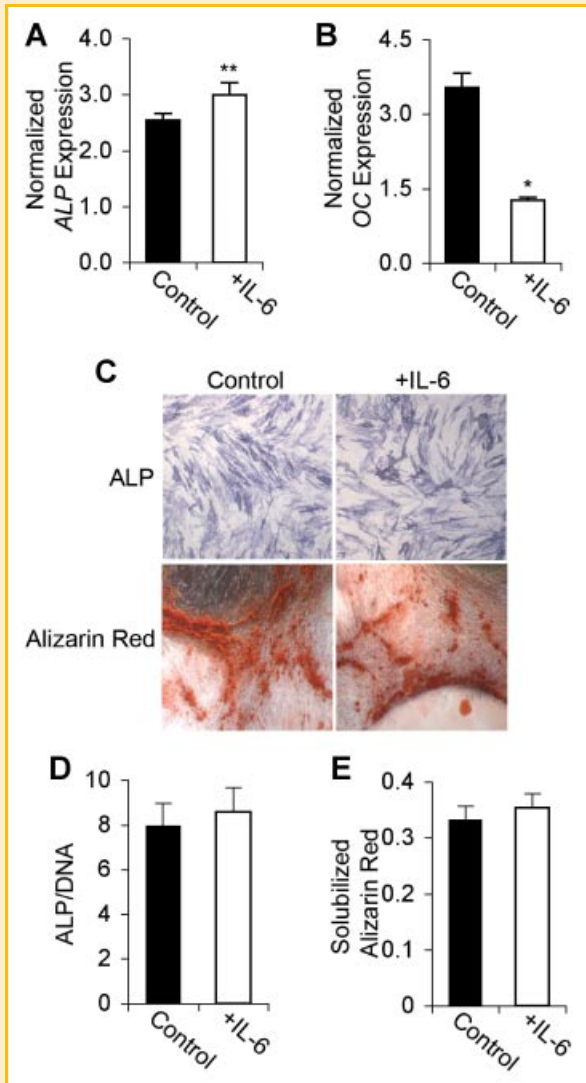 A
Normalized
ALP Expression
4.0
3.0
2.0
1.0
0.0
**
Control
+IL-6
B
Normalized
OC Expression
4.5
3.0
1.5
0.0
*
Control
+IL-6
C
Control
+IL-6
ALP
Alizarin Red
D
ALP/DNA
10
8
6
4
2
0
Control
+IL-6
E
Solubilized
Alizarin Red
0.4
0.3
0.2
0.1
0
Control
+IL-6